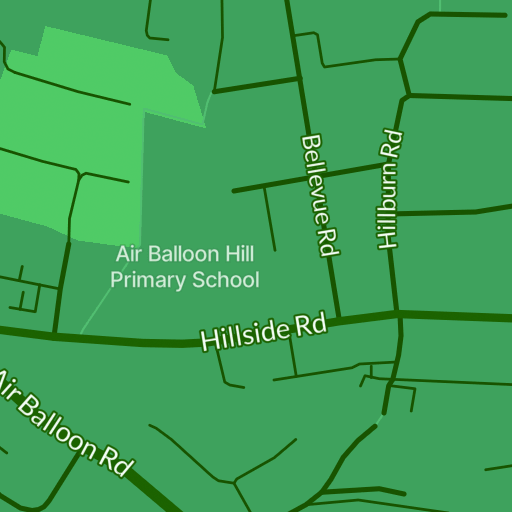 Bellevue Rd
Hillburn Rd
Air Balloon Hill
Primary School
Hillside Rd
Air Balloon Rd